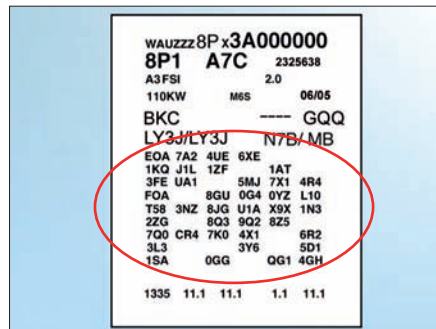 WAUZZZ 8P X 3A000000
8P1 A7C 2325638
A3 FSI 2.0
110KW M6S 06/05
BKC ---- GQQ
LY3J/LY3J N7B/ MB
EOA 7A2 4UE 6XE
1KQ J1L 1ZF 1AT
3FE UA1 5MJ 7X1 4R4
FOA 8GU 0G4 0YZ L10
T58 3NZ 8JG U1A X9X 1N3
2ZG 8Q3 9Q2 8Z5
7Q0 CR4 7K0 4X1 6R2
3L3 3Y6 5D1
1SA 0GG QG1 4GH
1335 11.1 11.1 1.1 11.1